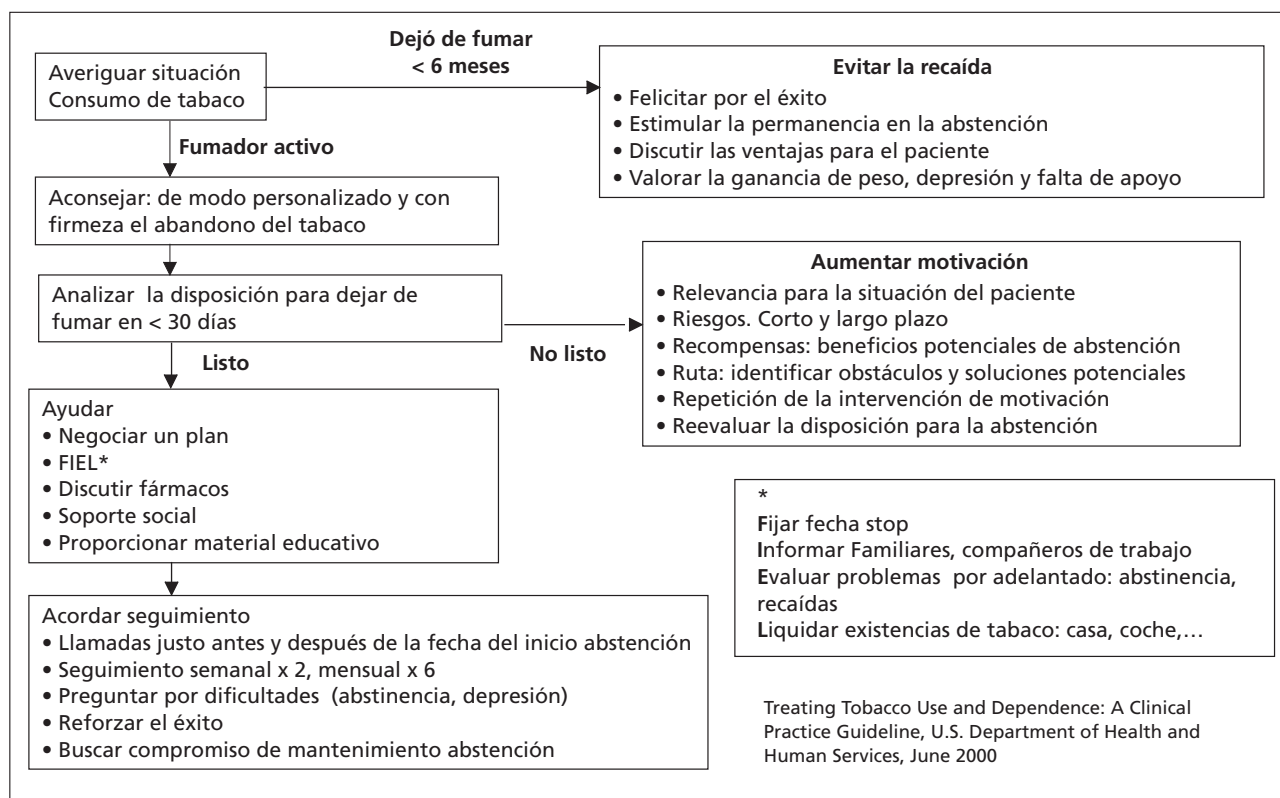 Averiguar situación
Consumo de tabaco
Dejó de fumar
< 6 meses
Evitar la recaída
• Felicitar por el éxito
• Estimular la permanencia en la abstención
• Discutir las ventajas para el paciente
• Valorar la ganancia de peso, depresión y falta de apoyo
Fumador activo
Aconsejar: de modo personalizado y con
firmeza el abandono del tabaco
Analizar la disposición para dejar de
fumar en < 30 días
No listo
Aumentar motivación
• Relevancia para la situación del paciente
• Riesgos. Corto y largo plazo
• Recompensas: beneficios potenciales de abstención
• Ruta: identificar obstáculos y soluciones potenciales
• Repetición de la intervención de motivación
• Reevaluar la disposición para la abstención
Listo
Ayudar
• Negociar un plan
• FIEL*
• Discutir fármacos
• Soporte social
• Proporcionar material educativo
*
Fijar fecha stop
Informar Familiares, compañeros de trabajo
Evaluar problemas por adelantado: abstinencia,
recaídas
Liquidar existencias de tabaco: casa, coche,...
Acordar seguimiento
• Llamadas justo antes y después de la fecha del inicio abstención
• Seguimiento semanal x 2, mensual x 6
• Preguntar por dificultades (abstinencia, depresión)
• Reforzar el éxito
• Buscar compromiso de mantenimiento abstención
Treating Tobacco Use and Dependence: A Clinical
Practice Guideline, U.S. Department of Health and
Human Services, June 2000